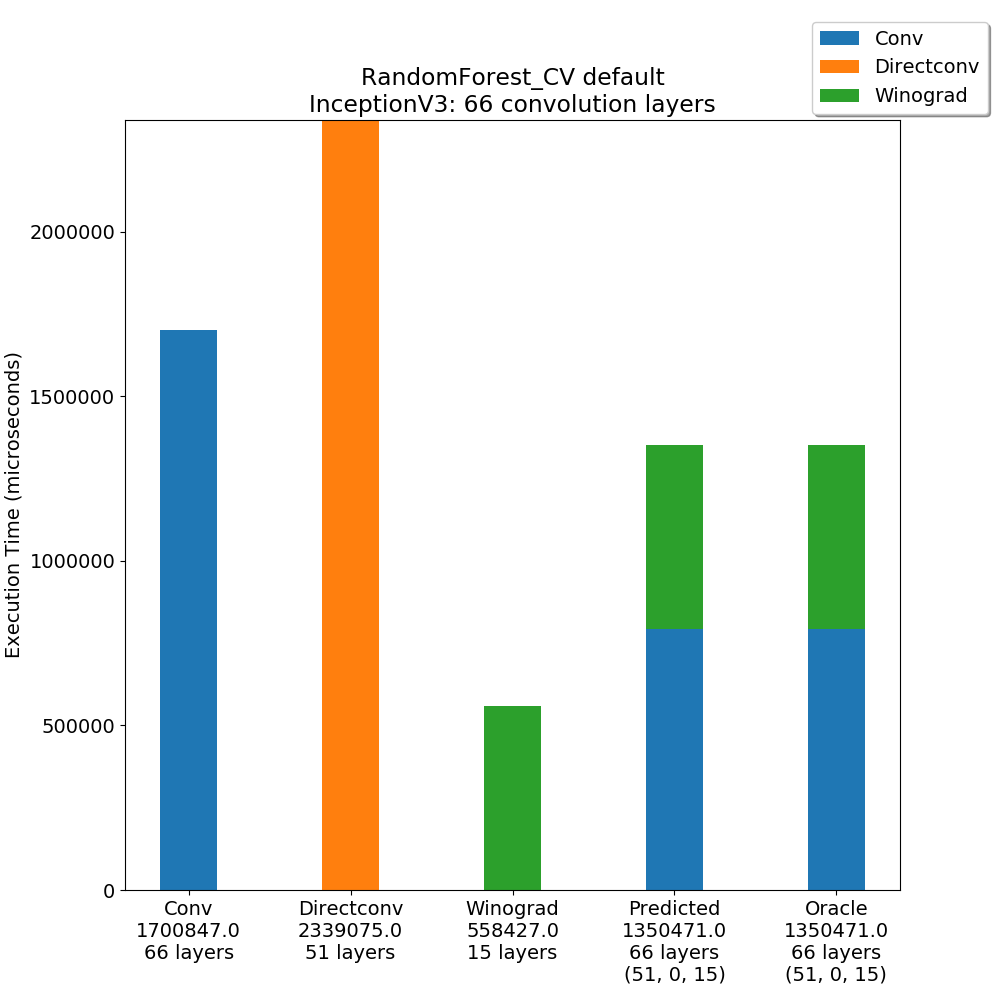 Conv
Directconv
Winograd
RandomForest_CV default
InceptionV3: 66 convolution layers
Execution Time (microseconds)
2000000
1500000
1000000
500000
0
Conv
1700847.0
66 layers
Directconv
2339075.0
51 layers
Winograd
558427.0
15 layers
Predicted
1350471.0
66 layers
(51, 0, 15)
Oracle
1350471.0
66 layers
(51, 0, 15)